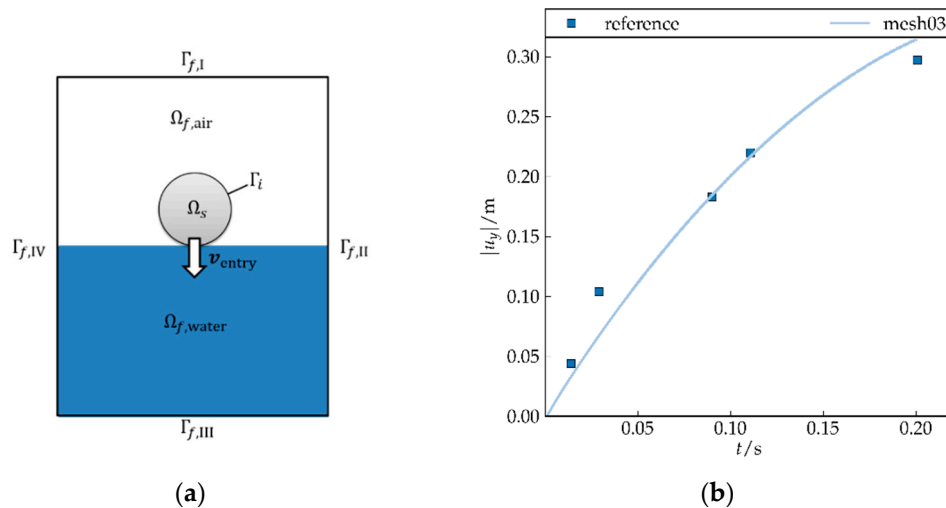 Γf,I
Ωf,air
Γi
Ωs
Γf,IV
Γf,II
ventry
Ωf,water
Γf,III
(a)
reference
mesh03
0.30
0.25
0.20
0.15
0.10
0.05
0.00
|uy|/m
0.05 0.10 0.15 0.20
t/s
(b)